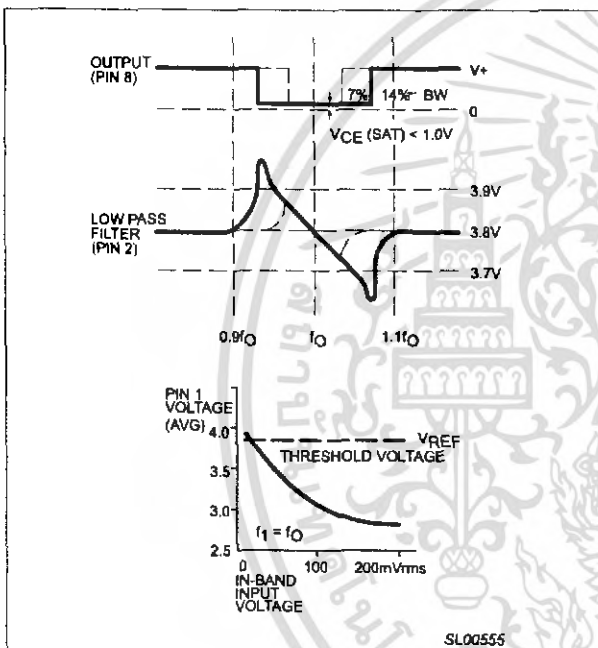 OUTPUT
(PIN 8)
V+
7% 14% BW
0
VCE (SAT) < 1.0V
3.9V
LOW PASS
FILTER
(PIN 2)
3.8V
3.7V
0.9fO fO 1.1fO
PIN 1
VOLTAGE
(AVG)
4.0
VREF
THRESHOLD VOLTAGE
3.5
3.0
f1 = fO
2.5
0 100 200mVrms
IN-BAND
INPUT
VOLTAGE
SL00555